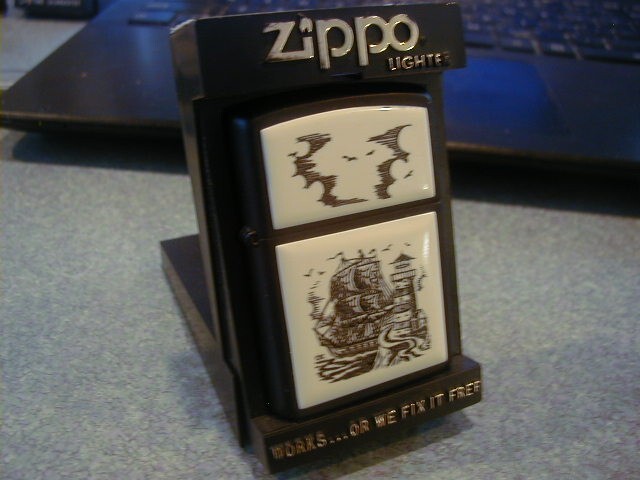 Zippo
LIGHTER
WORKS...OR WE FIX IT FREE